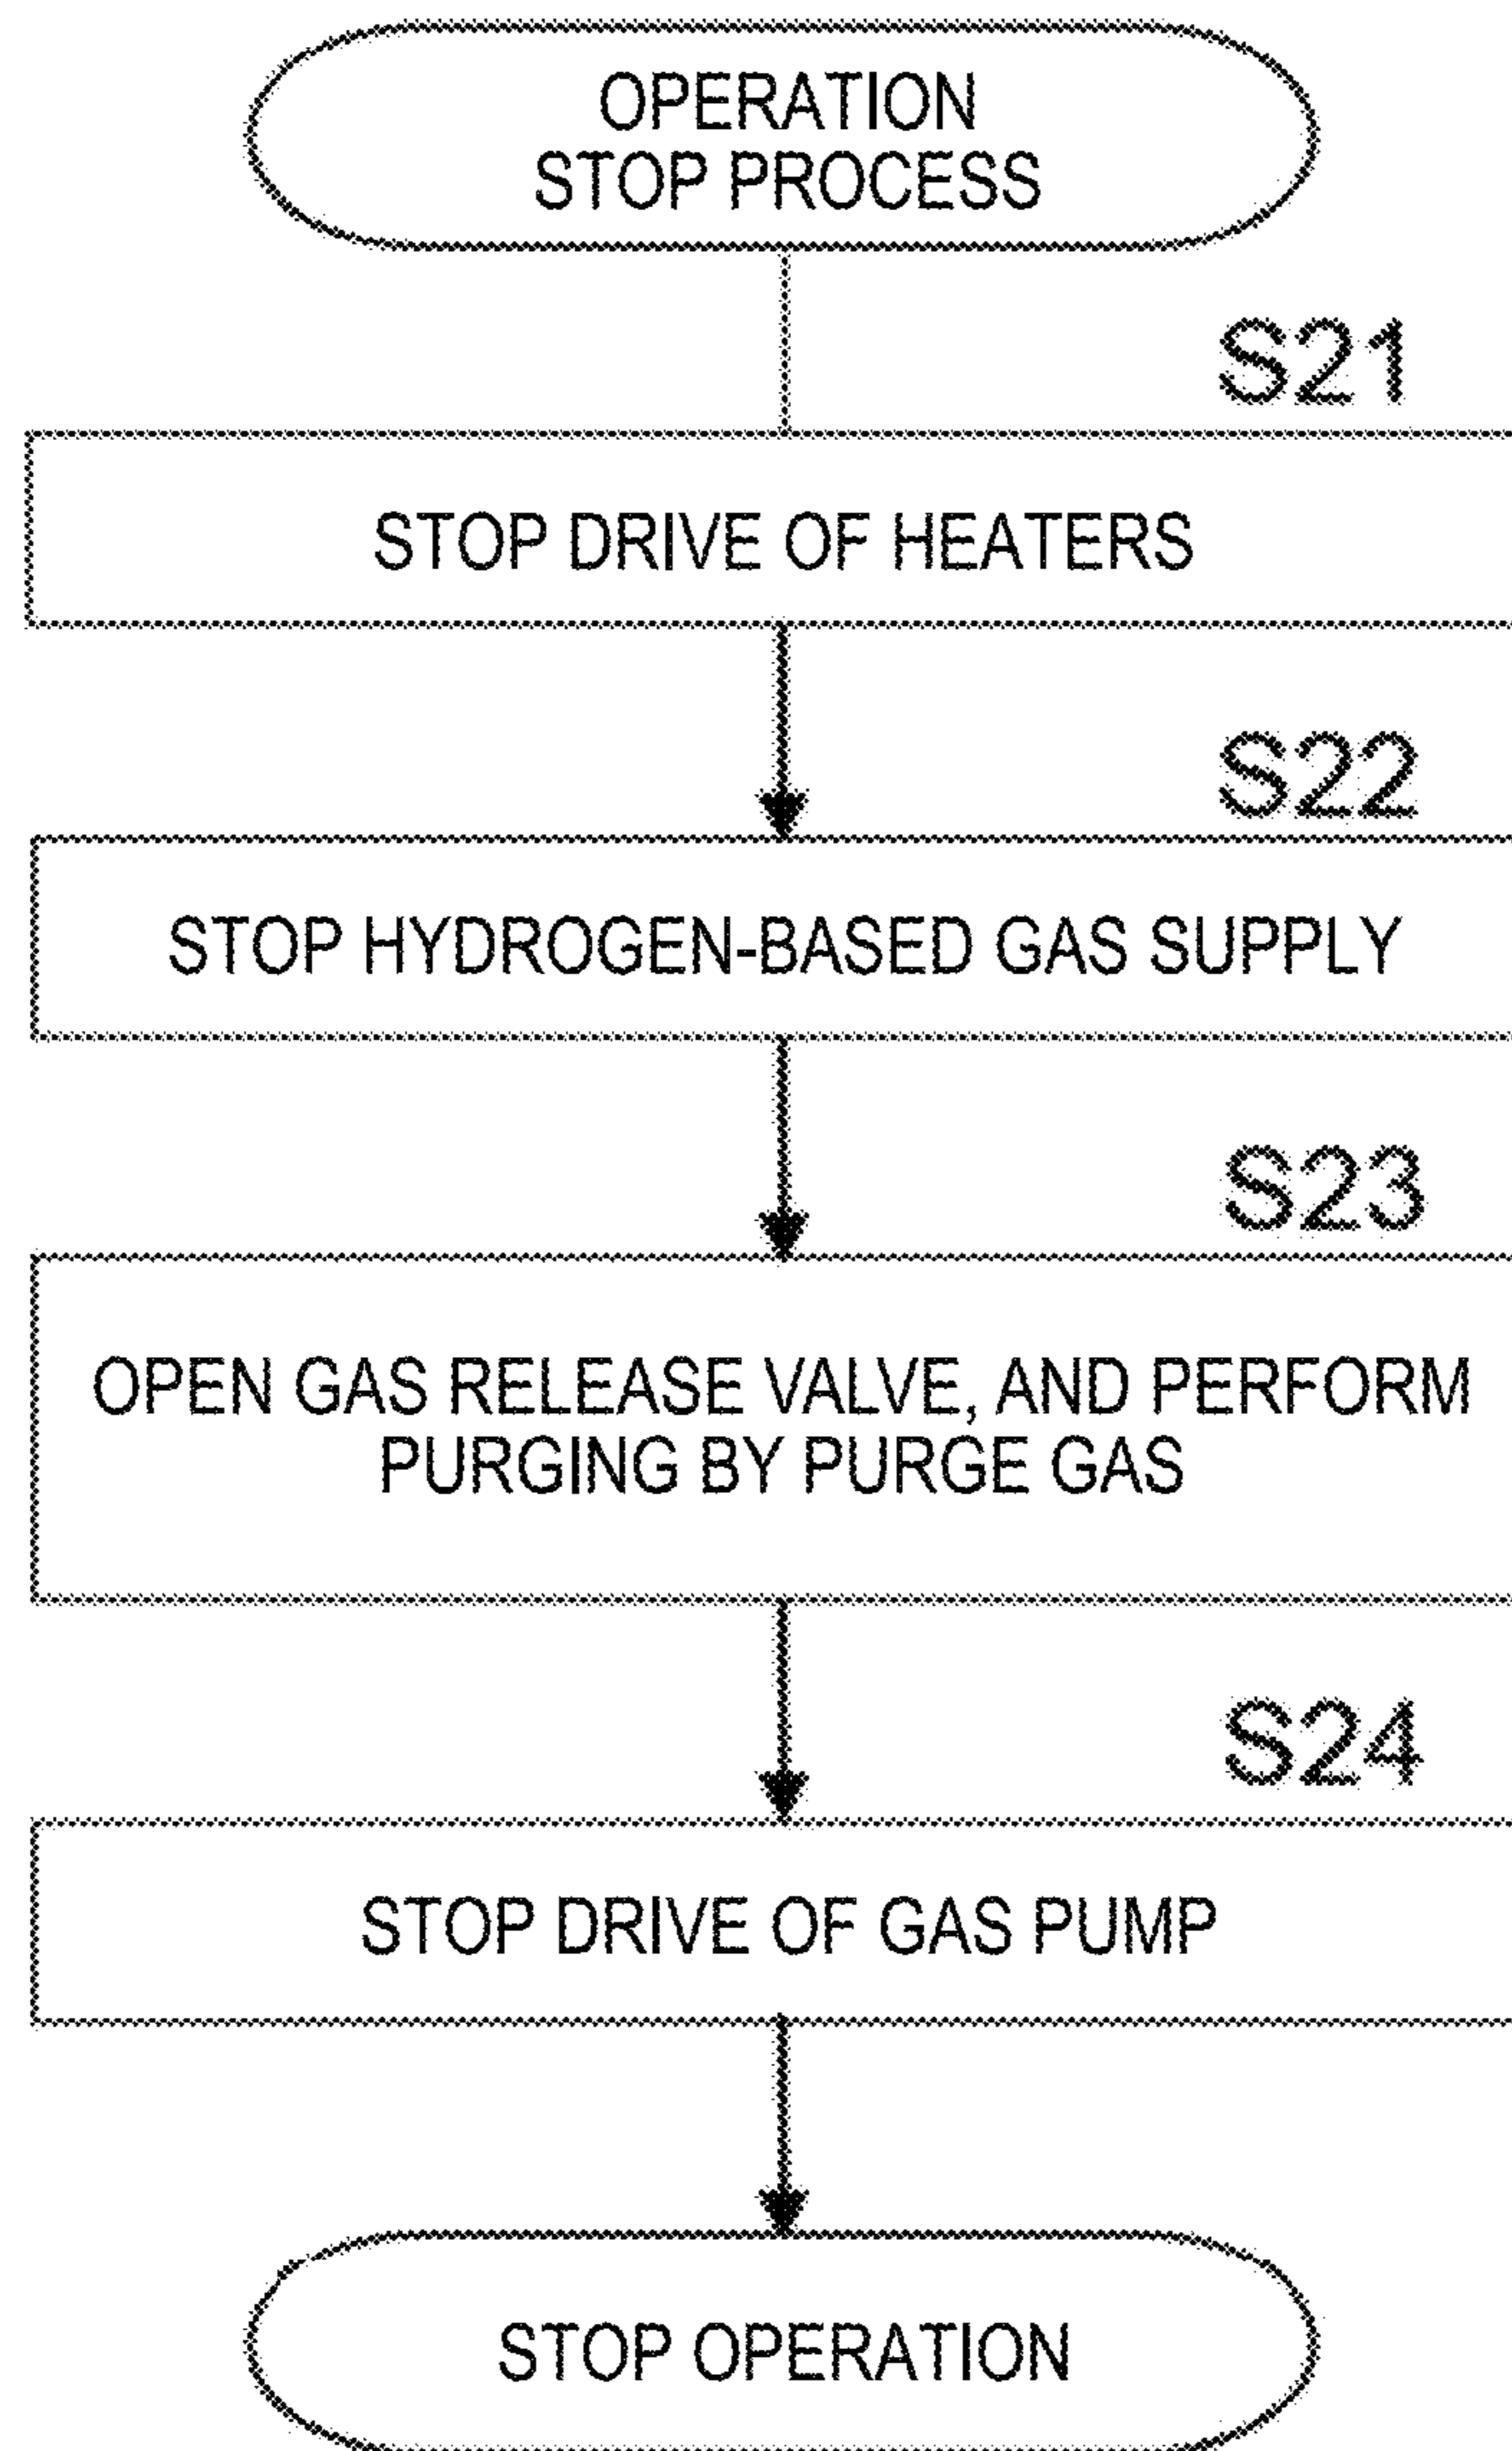 OPERATION
STOP PROCESS
S21
STOP DRIVE OF HEATERS
S22
STOP HYDROGEN-BASED GAS SUPPLY
S23
OPEN GAS RELEASE VALVE, AND PERFORM
PURGING BY PURGE GAS
S24
STOP DRIVE OF GAS PUMP
STOP OPERATION